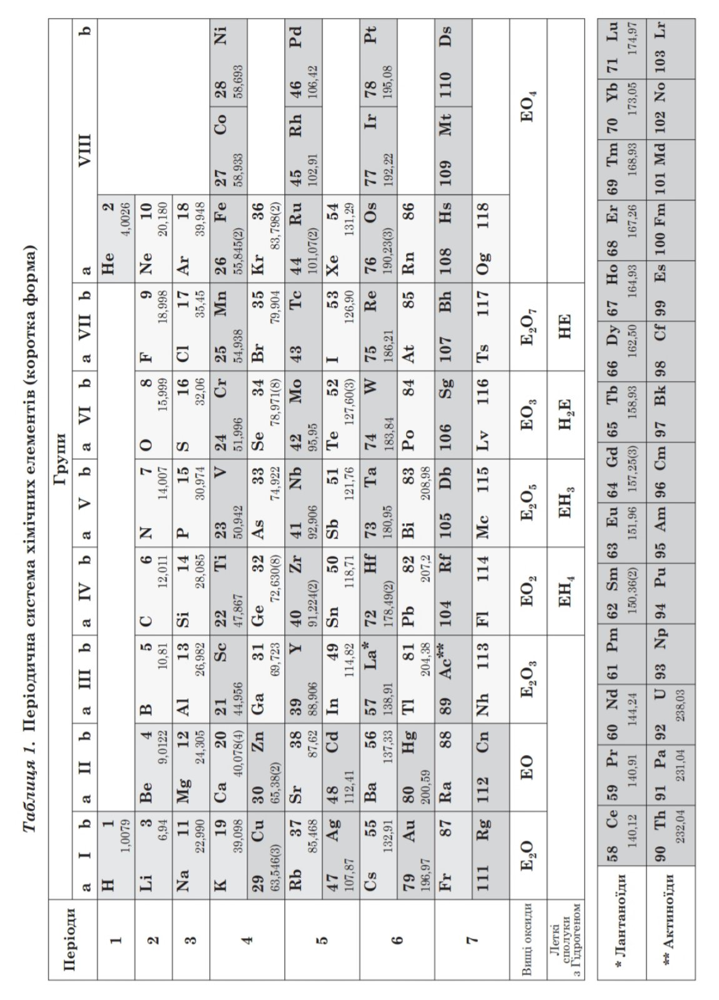 Таблиця 1. Періодична система хімічних елементів (коротка форма)
Періоди Групи
a I b a II b a III b a IV b a V b a VI b a VII b a VIII b
1 H 1 He 2
1,0079 4,0026
2 Li 3 Be 4 B 5 C 6 N 7 O 8 F 9 Ne 10
6,94 9,0122 10,81 12,011 14,007 15,999 18,998 20,180
3 Na 11 Mg 12 Al 13 Si 14 P 15 S 16 Cl 17 Ar 18
22,990 24,305 26,982 28,085 30,974 32,06 35,45 39,948
4 K 19 Ca 20 21 Sc 22 Ti 23 V 24 Cr 25 Mn 26 Fe 27 Co 28 Ni
39,098 40,078(4) 44,956 47,867 50,942 51,996 54,938 55,845(2) 58,933 58,693
29 Cu 30 Zn Ga 31 Ge 32 As 33 Se 34 Br 35 Kr 36
63,546(3) 65,38(2) 69,723 72,630(8) 74,922 78,971(8) 79,904 83,798(2)
5 Rb 37 Sr 38 39 Y 40 Zr 41 Nb 42 Mo 43 Tc 44 Ru 45 Rh 46 Pd
85,468 87,62 88,906 91,224(2) 92,906 95,95 101,07(2) 102,91 106,42
47 Ag 48 Cd In 49 Sn 50 Sb 51 Te 52 I 53 Xe 54
107,87 112,41 114,82 118,71 121,76 127,60(3) 126,90 131,29
6 Cs 55 Ba 56 57 La* 72 Hf 73 Ta 74 W 75 Re 76 Os 77 Ir 78 Pt
132,91 137,33 138,91 178,49(2) 180,95 183,84 186,21 190,23(3) 192,22 195,08
79 Au 80 Hg Tl 81 Pb 82 Bi 83 Po 84 At 85 Rn 86
196,97 200,59 204,38 207,2 208,98
7 Fr 87 Ra 88 89 Ac** 104 Rf 105 Db 106 Sg 107 Bh 108 Hs 109 Mt 110 Ds
111 Rg 112 Cn Nh 113 Fl 114 Mc 115 Lv 116 Ts 117 Og 118
Вищі оксиди E₂O EO E₂O₃ EO₂ E₂O₅ EO₃ E₂O₇ EO₄
Леткі
сполуки
з Гідрогеном EH₄ EH₃ H₂E HE
* Лантаноїди 58 Ce 59 Pr 60 Nd 61 Pm 62 Sm 63 Eu 64 Gd 65 Tb 66 Dy 67 Ho 68 Er 69 Tm 70 Yb 71 Lu
140,12 140,91 144,24 150,36(2) 151,96 157,25(3) 158,93 162,50 164,93 167,26 168,93 173,05 174,97
** Актиноїди 90 Th 91 Pa 92 U 93 Np 94 Pu 95 Am 96 Cm 97 Bk 98 Cf 99 Es 100 Fm 101 Md 102 No 103 Lr
232,04 231,04 238,03